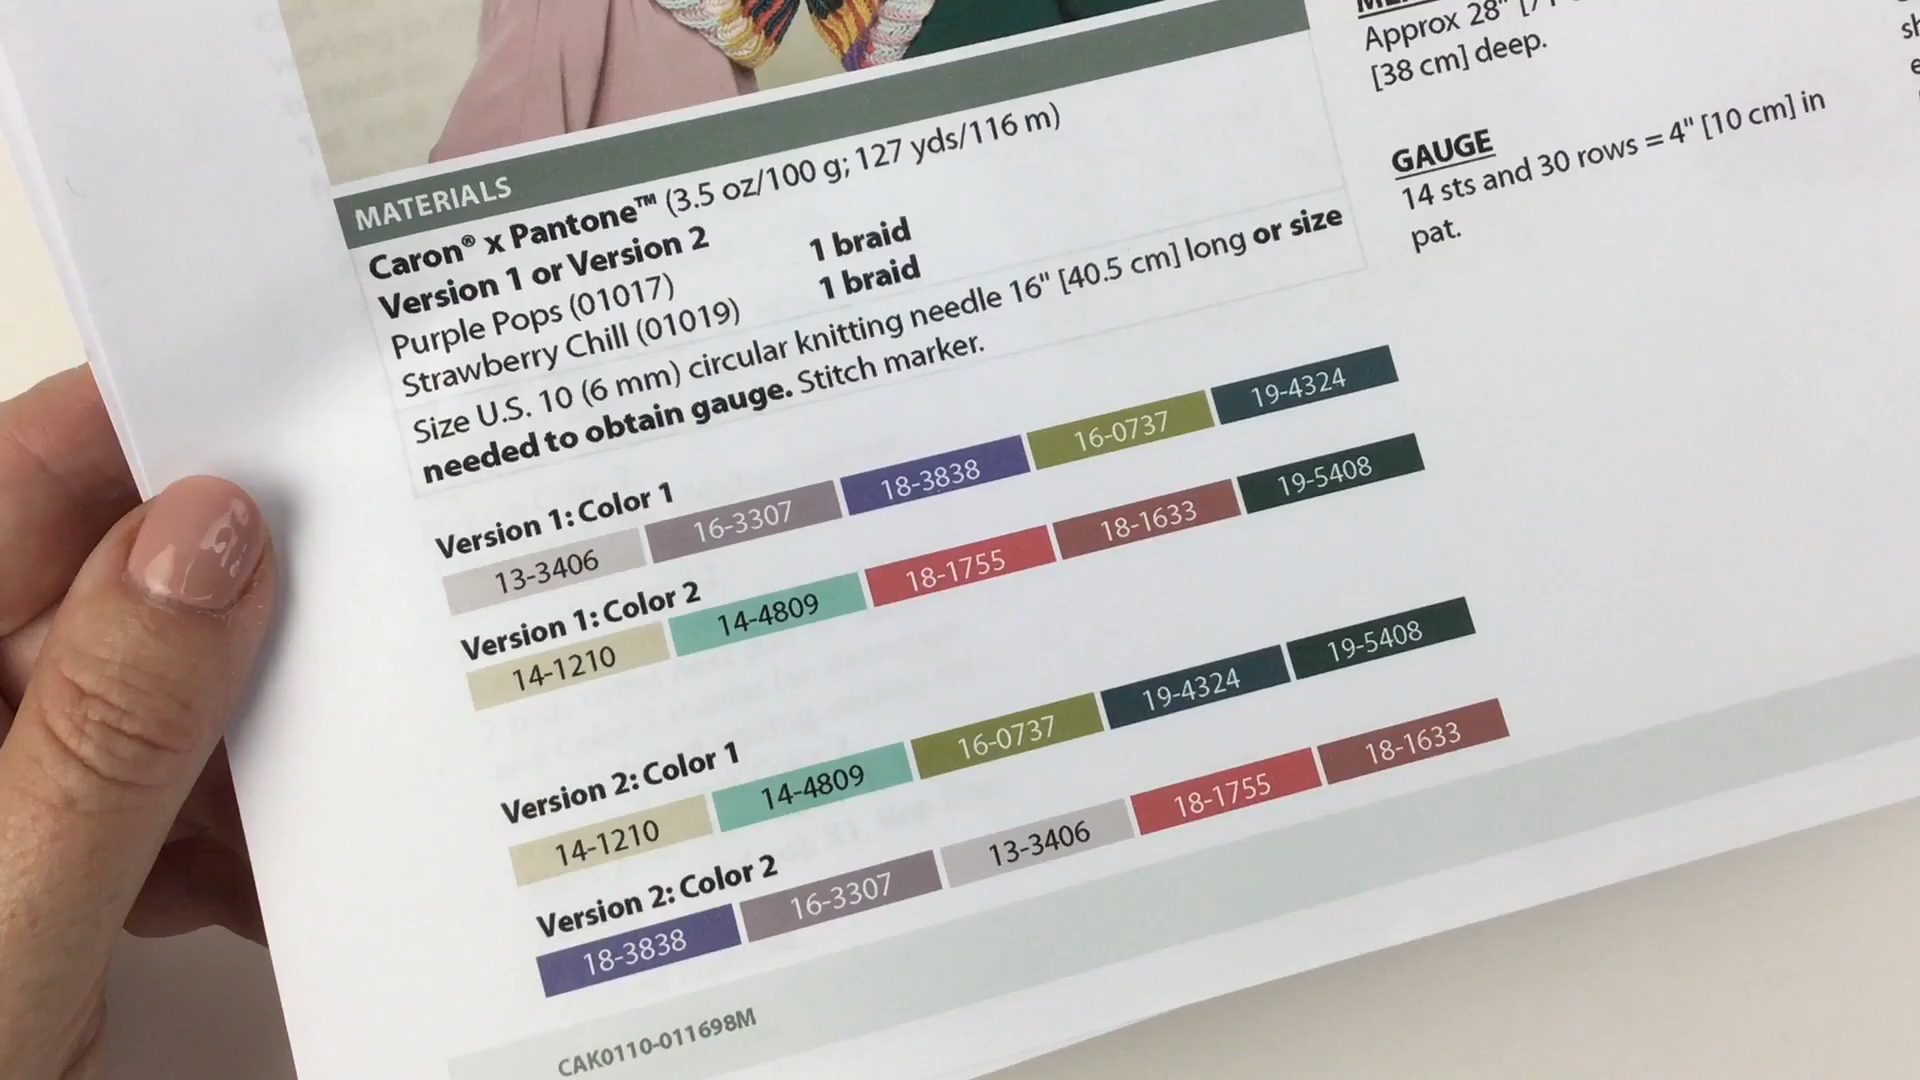 MATERIALS
Caron® x Pantone™ (3.5 oz/100 g; 127 yds/116 m)
Version 1 or Version 2
Purple Pops (01017) 1 braid
Strawberry Chill (01019) 1 braid
Size U.S. 10 (6 mm) circular knitting needle 16" [40.5 cm] long or size
needed to obtain gauge. Stitch marker.
Version 1: Color 1
13-3406 16-3307 18-3838 16-0737 19-4324
Version 1: Color 2
14-1210 14-4809 18-1755 18-1633 19-5408
Version 2: Color 1
14-1210 14-4809 16-0737 19-4324 19-5408
Version 2: Color 2
18-3838 16-3307 13-3406 18-1755 18-1633
CAK0110-011698M
Approx 28"
[38 cm] deep.
GAUGE
14 sts and 30 rows = 4" [10 cm] in
pat.